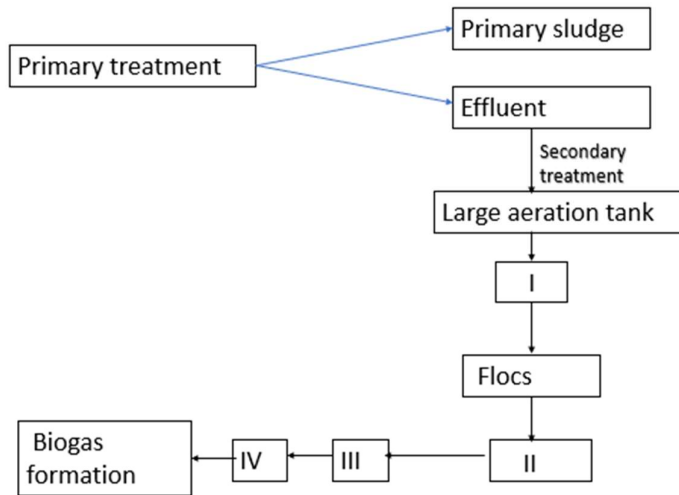 Primary sludge
Primary treatment
Effluent
Secondary
treatment
Large aeration tank
I
Flocs
Biogas
formation
IV
III
II